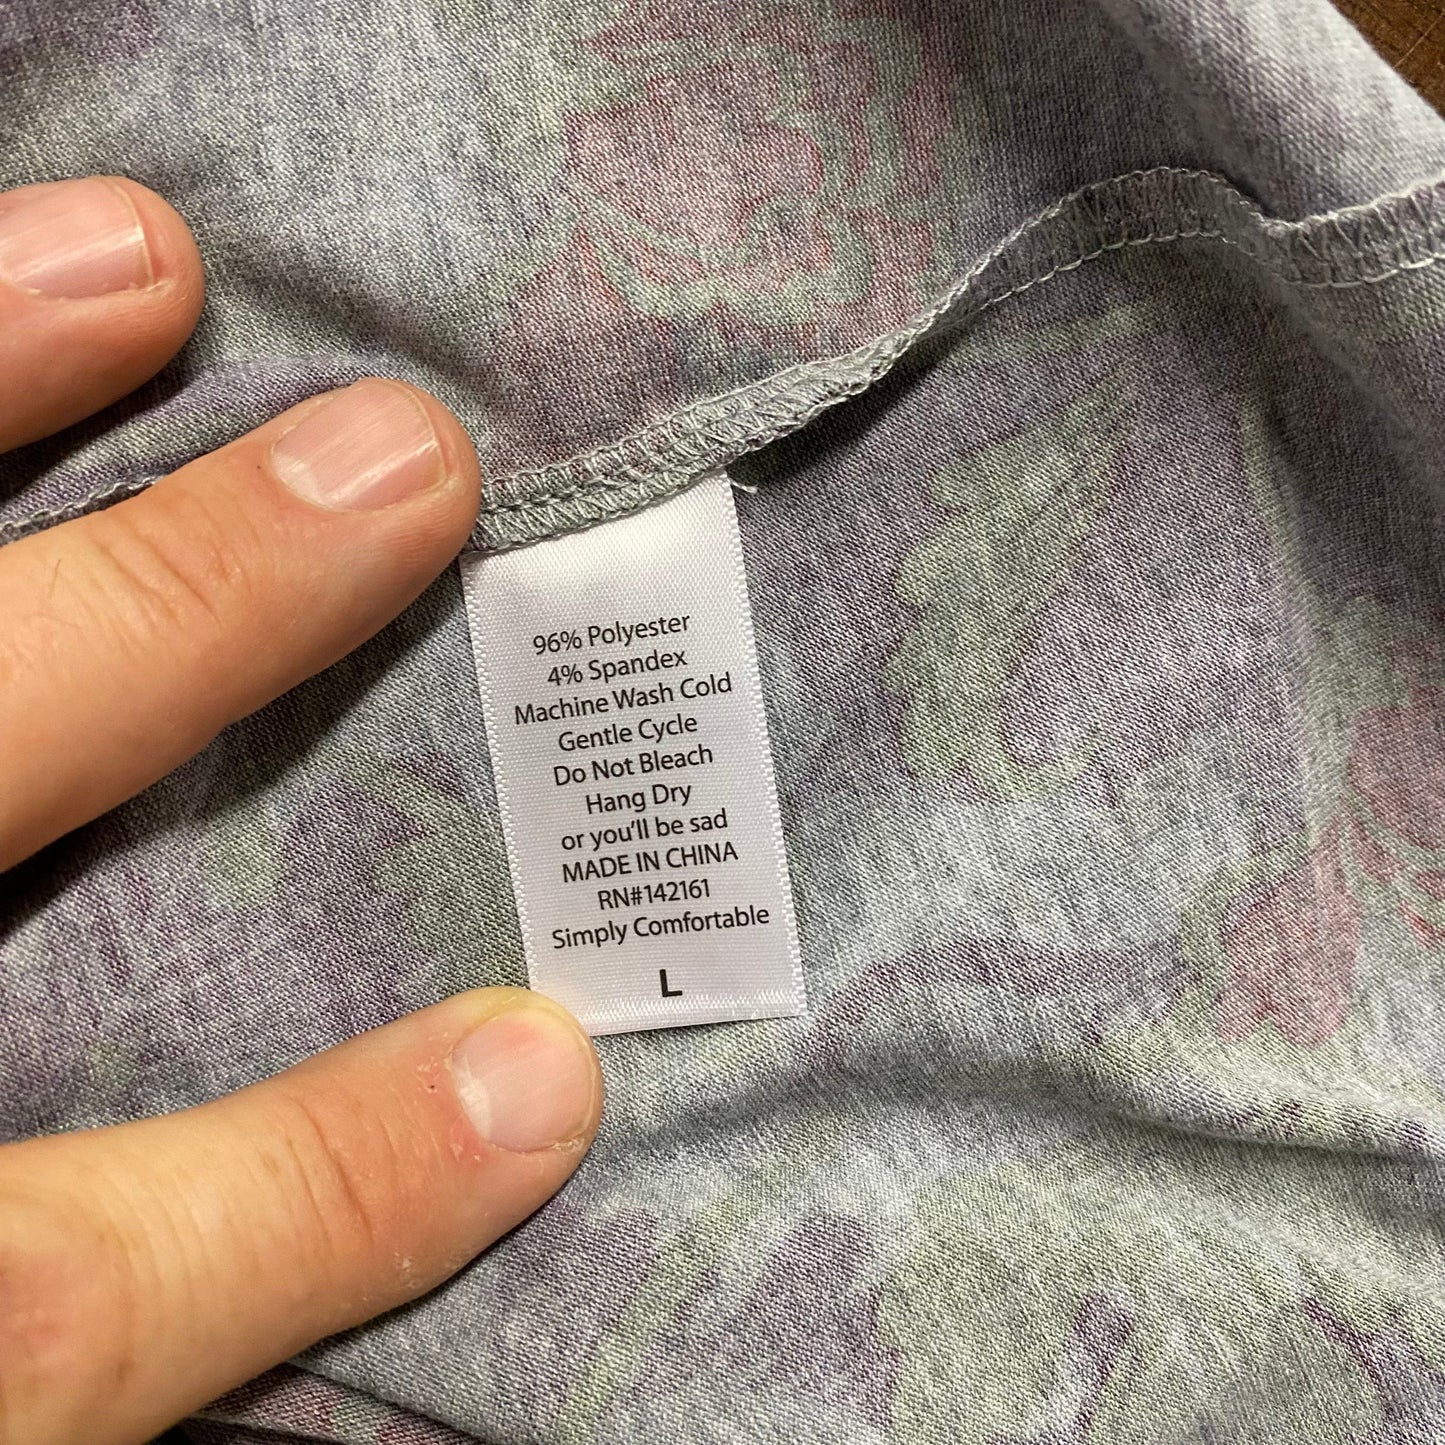 96% Polyester
4% Spandex
Machine Wash Cold
Gentle Cycle
Do Not Bleach
Hang Dry
or you'll be sad
MADE IN CHINA
RN#142161
Simply Comfortable
L